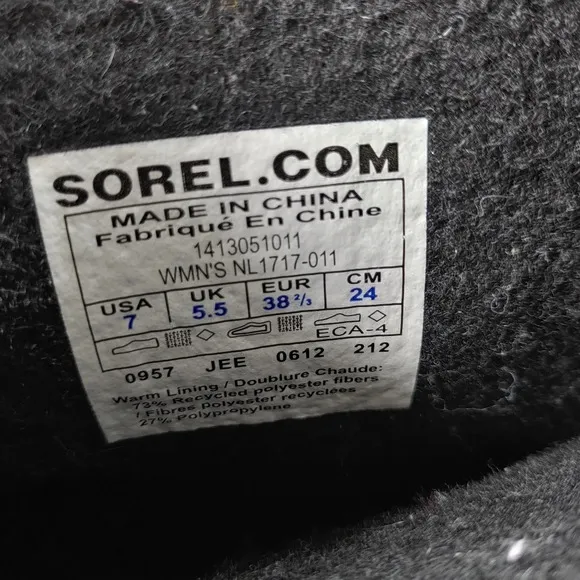 SOREL.COM
MADE IN CHINA
Fabriqué En Chine
1413051011
WMN'S NL1717-011
USA UK EUR CM
7 5.5 38 2/3 24
ECA-4
0957 JEE 0612 212
Warm Lining / Doublure Chaude:
73% Recycled polyester fibers
/ Fibres Polyester recyclées
27% Polypropylene